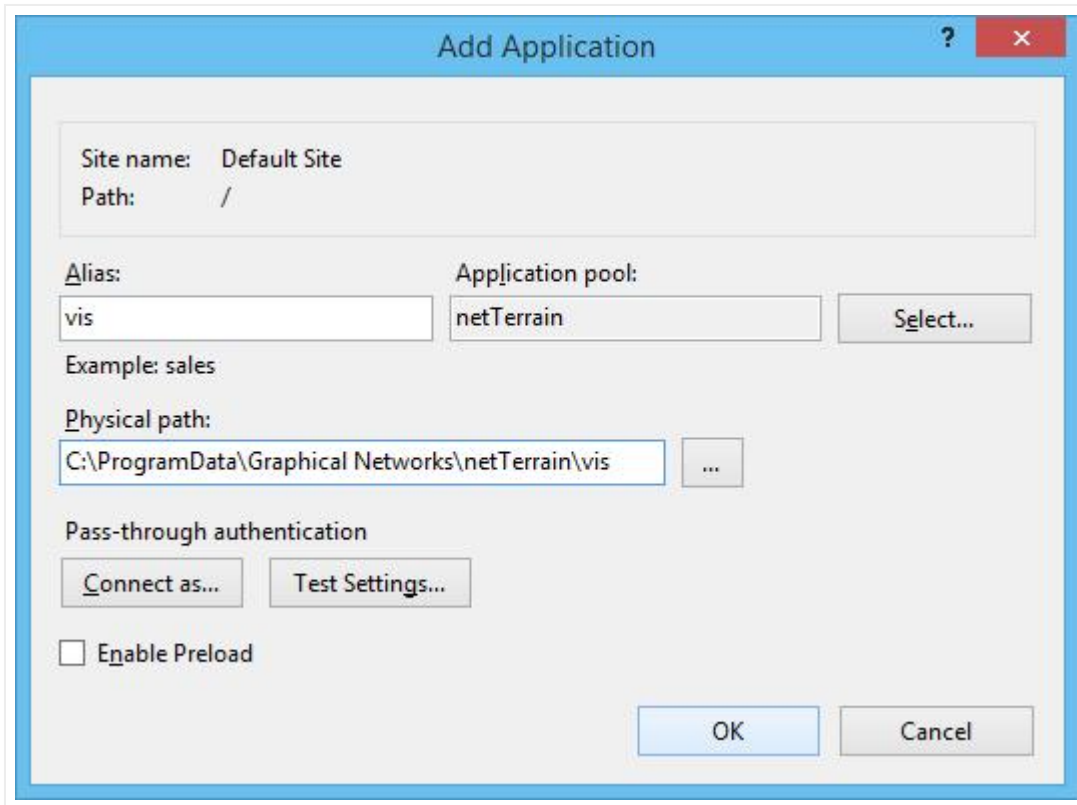 Add Application
?
×
Site name: Default Site
Path: /
Alias: Application pool:
vis netTerrain Select...
Example: sales
Physical path:
C:\ProgramData\Graphical Networks\netTerrain\vis ...
Pass-through authentication
Connect as... Test Settings...
Enable Preload
OK Cancel